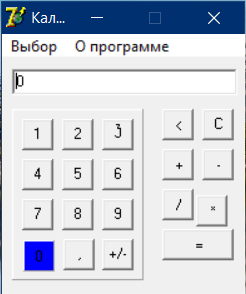 Кал...
Выбор О программе
0
1 2 3 < C
4 5 6 + -
7 8 9 / *
0 , +/- =